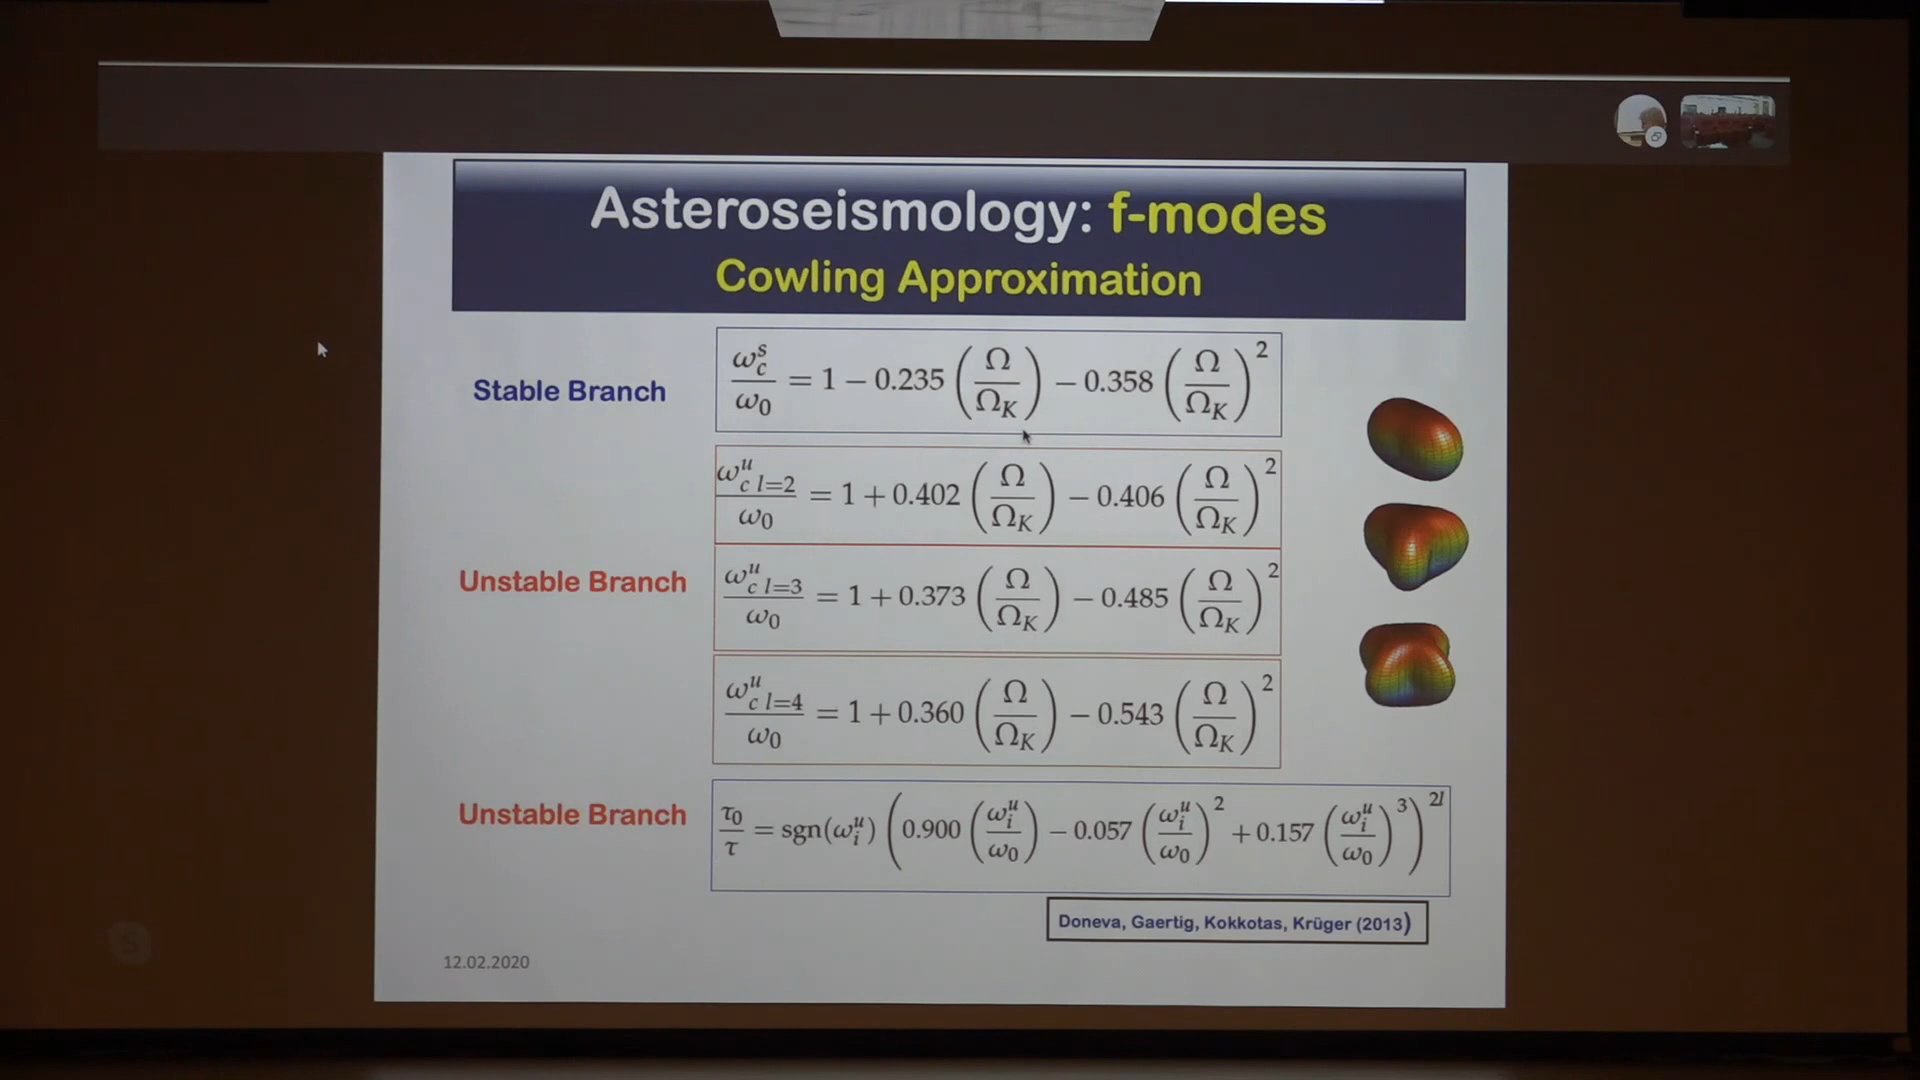 Asteroseismology: f-modes
Cowling Approximation
Stable Branch
ω_c^s / ω_0 = 1 − 0.235 (Ω / Ω_K) − 0.358 (Ω / Ω_K)^2
ω^u_{c l=2} / ω_0 = 1 + 0.402 (Ω / Ω_K) − 0.406 (Ω / Ω_K)^2
Unstable Branch
ω^u_{c l=3} / ω_0 = 1 + 0.373 (Ω / Ω_K) − 0.485 (Ω / Ω_K)^2
ω^u_{c l=4} / ω_0 = 1 + 0.360 (Ω / Ω_K) − 0.543 (Ω / Ω_K)^2
Unstable Branch
τ_0 / τ = sgn(ω_i^u) (0.900 (ω_i^u / ω_0) − 0.057 (ω_i^u / ω_0)^2 + 0.157 (ω_i^u / ω_0)^3)^{2l}
Doneva, Gaertig, Kokkotas, Krüger (2013)
12.02.2020